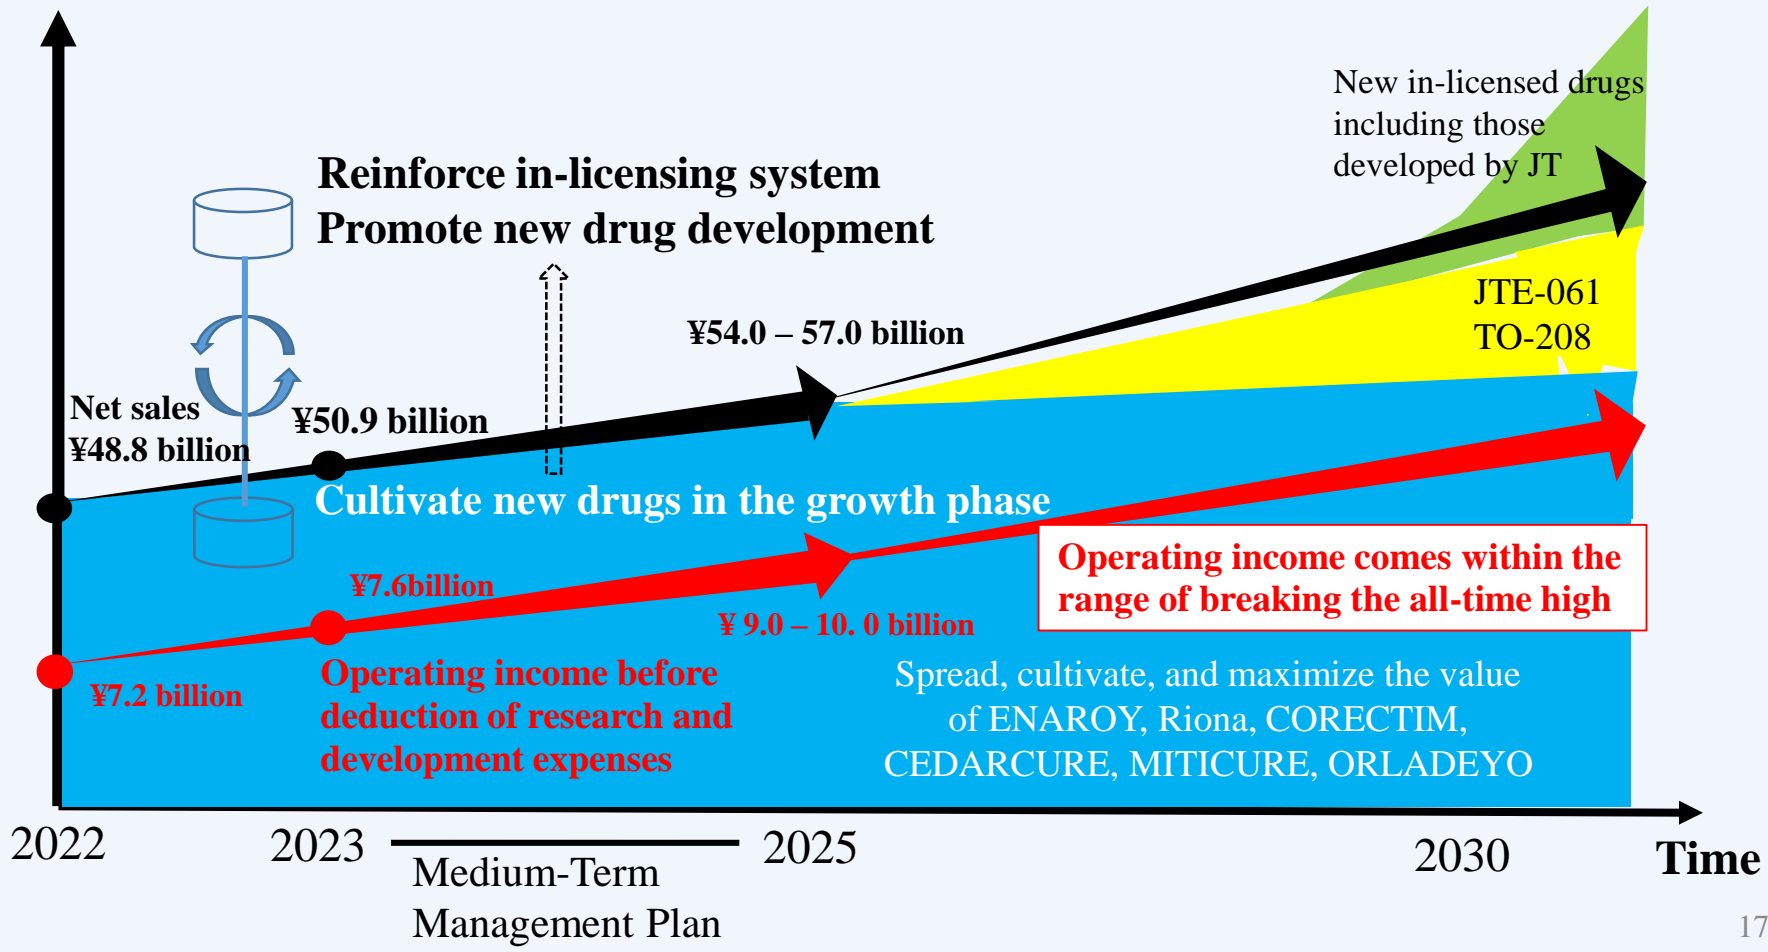 New in-licensed drugs
including those
developed by JT
Reinforce in-licensing system
Promote new drug development
JTE-061
TO-208
¥54.0 – 57.0 billion
Net sales
¥48.8 billion
¥50.9 billion
Cultivate new drugs in the growth phase
Operating income comes within the
range of breaking the all-time high
¥7.6billion
¥ 9.0 – 10. 0 billion
¥7.2 billion
Operating income before
deduction of research and
development expenses
Spread, cultivate, and maximize the value
of ENAROY, Riona, CORECTIM,
CEDARCURE, MITICURE, ORLADEYO
2022
2023
2025
2030
Time
Medium-Term
Management Plan
17